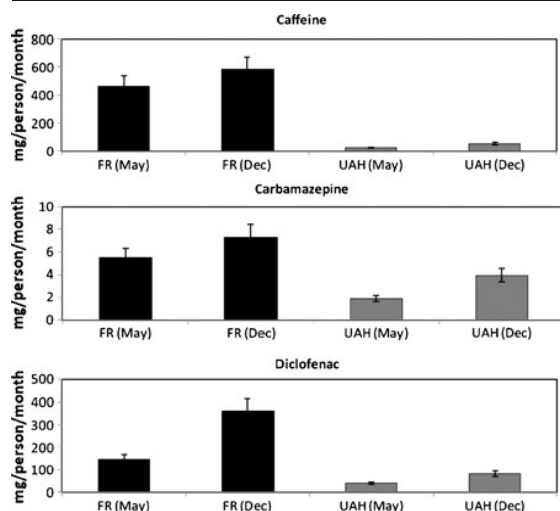 Caffeine
mg/person/month
800
600
400
200
0
FR (May) FR (Dec) UAH (May) UAH (Dec)
Carbamazepine
mg/person/month
10
8
6
4
2
0
FR (May) FR (Dec) UAH (May) UAH (Dec)
Diclofenac
mg/person/month
500
400
300
200
100
0
FR (May) FR (Dec) UAH (May) UAH (Dec)